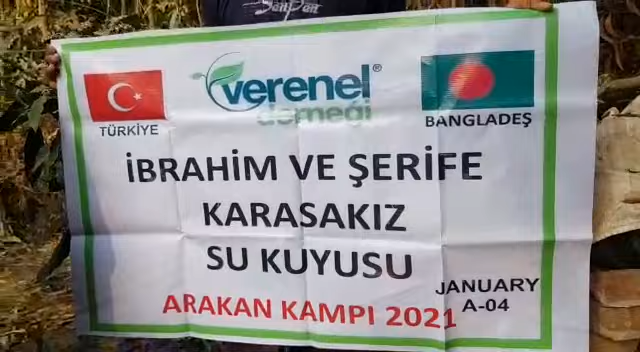 verenel®
derneği
TÜRKİYE
BANGLADEŞ
İBRAHİM VE ŞERİFE
KARASAKIZ
SU KUYUSU
JANUARY
A-04
ARAKAN KAMPI 2021